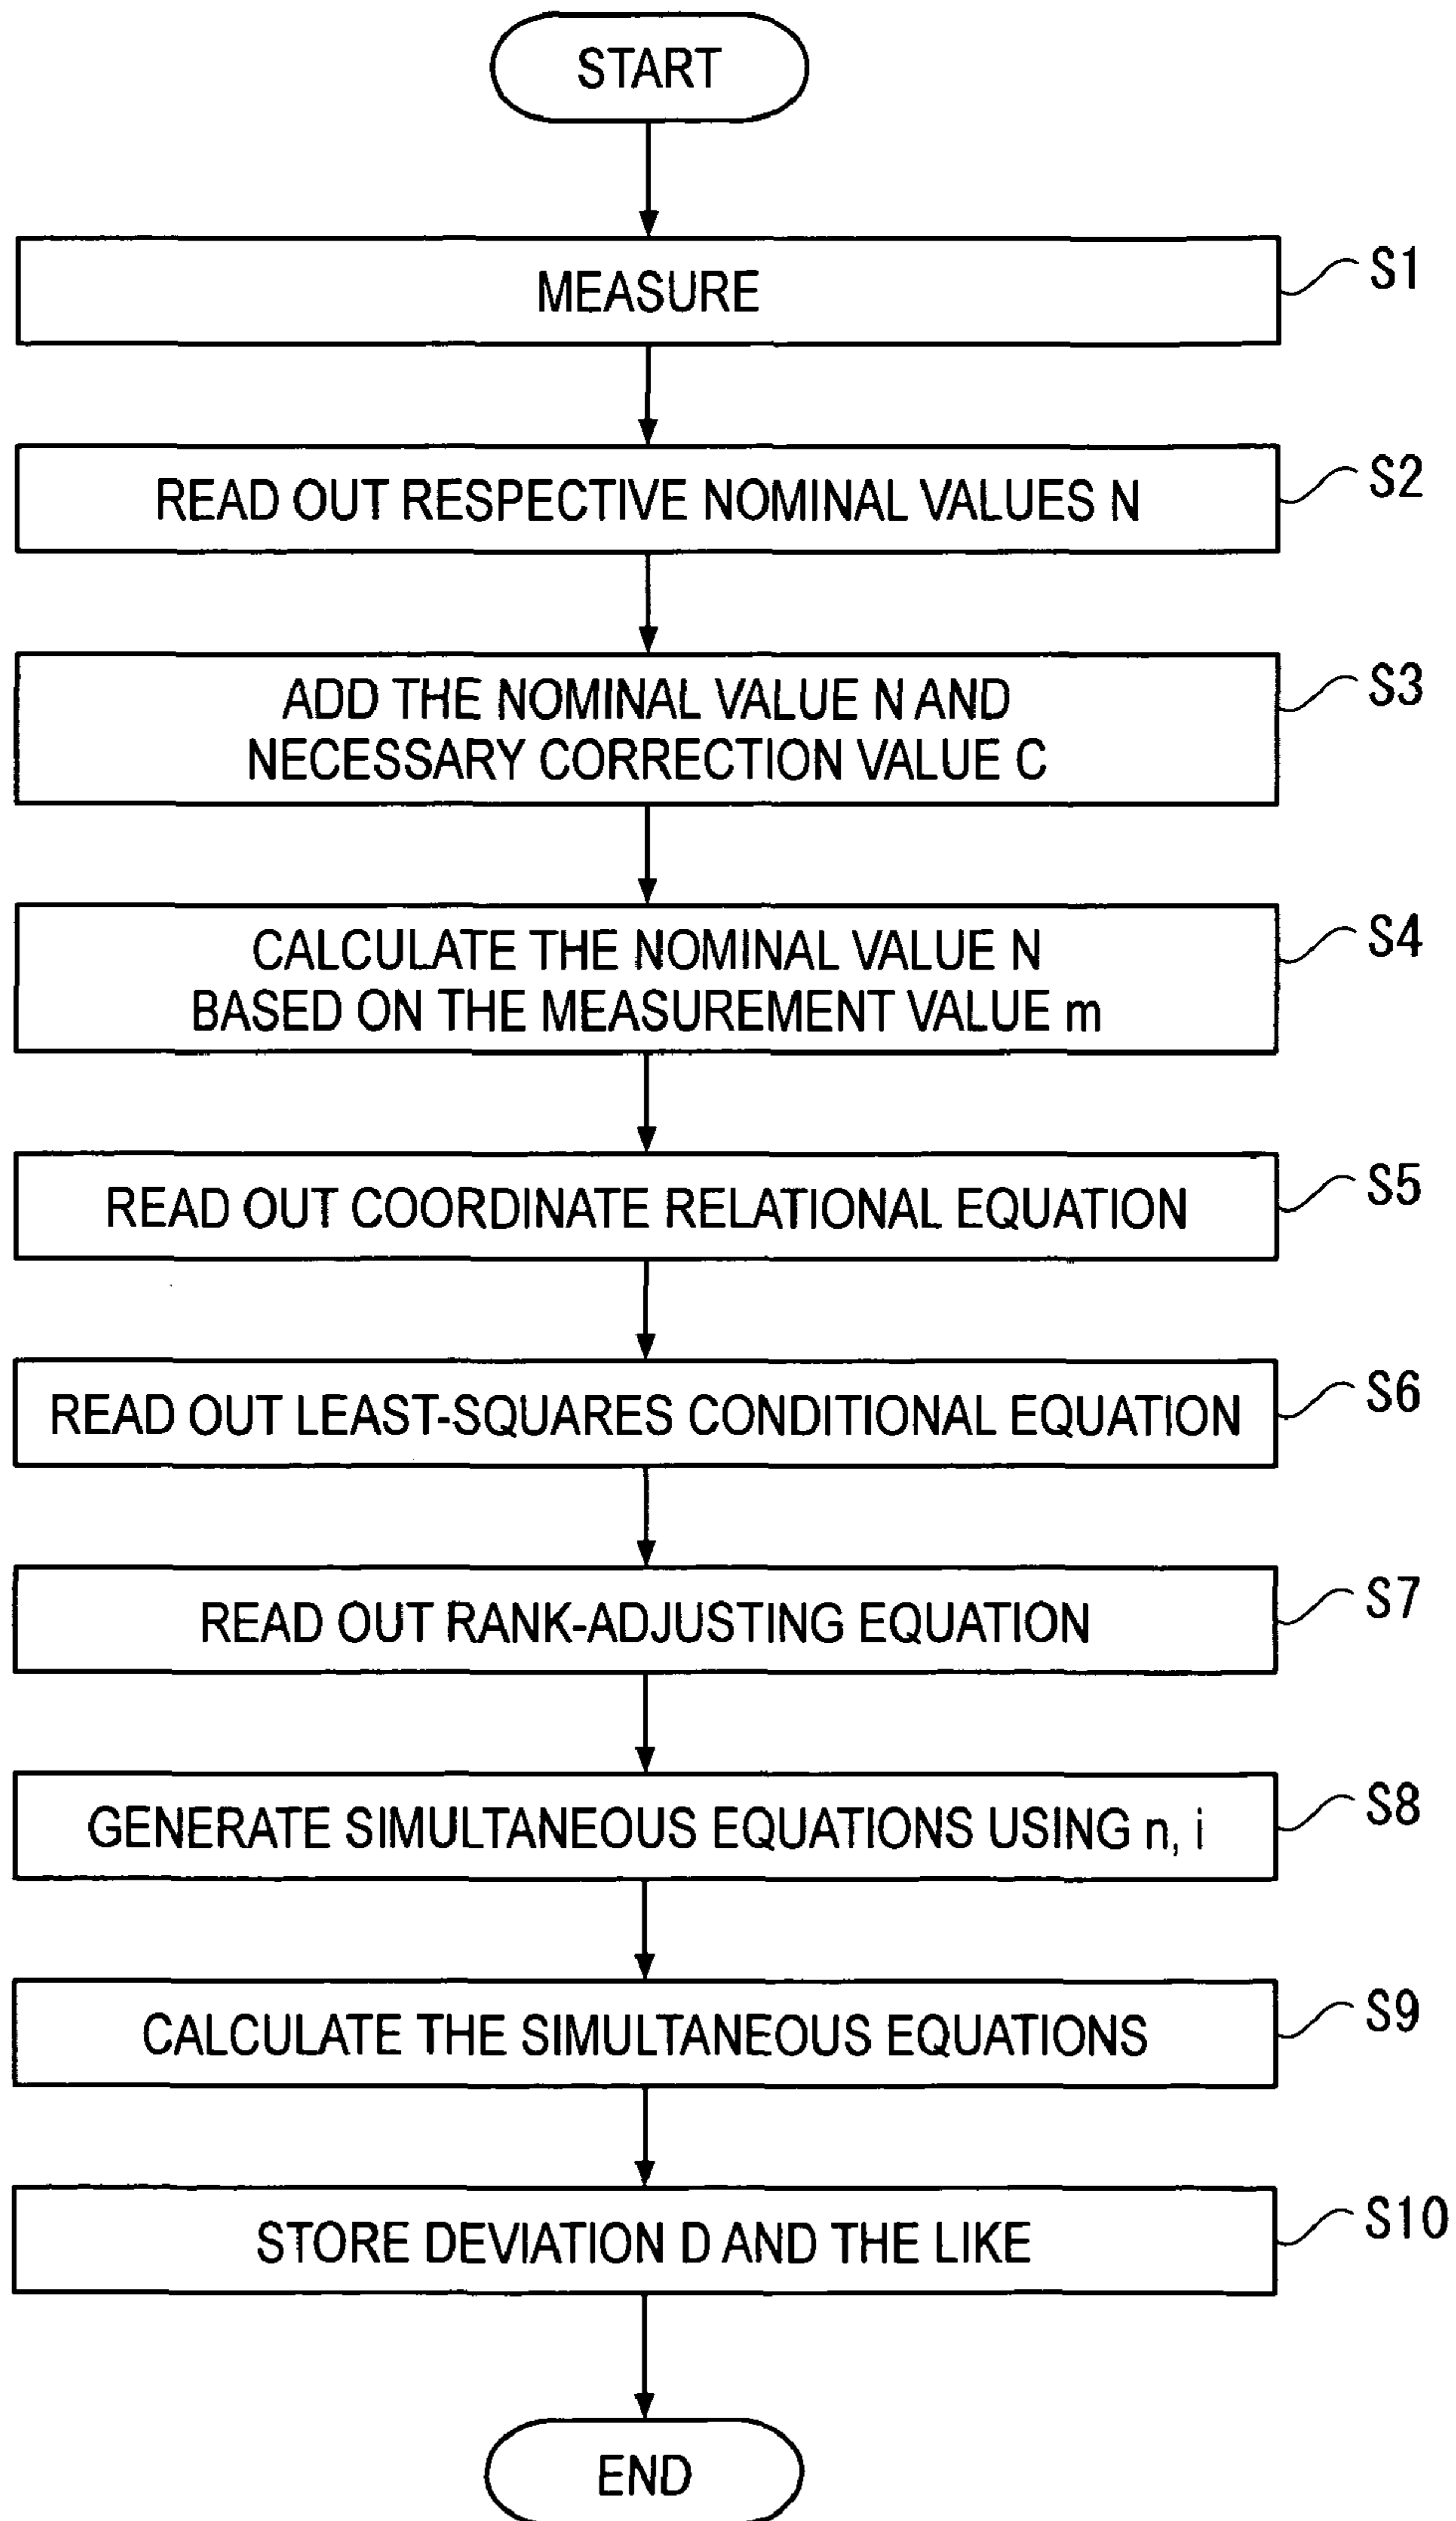 START
MEASURE
S1
READ OUT RESPECTIVE NOMINAL VALUES N
S2
ADD THE NOMINAL VALUE N AND
NECESSARY CORRECTION VALUE C
S3
CALCULATE THE NOMINAL VALUE N
BASED ON THE MEASUREMENT VALUE m
S4
READ OUT COORDINATE RELATIONAL EQUATION
S5
READ OUT LEAST-SQUARES CONDITIONAL EQUATION
S6
READ OUT RANK-ADJUSTING EQUATION
S7
GENERATE SIMULTANEOUS EQUATIONS USING n, i
S8
CALCULATE THE SIMULTANEOUS EQUATIONS
S9
STORE DEVIATION D AND THE LIKE
S10
END